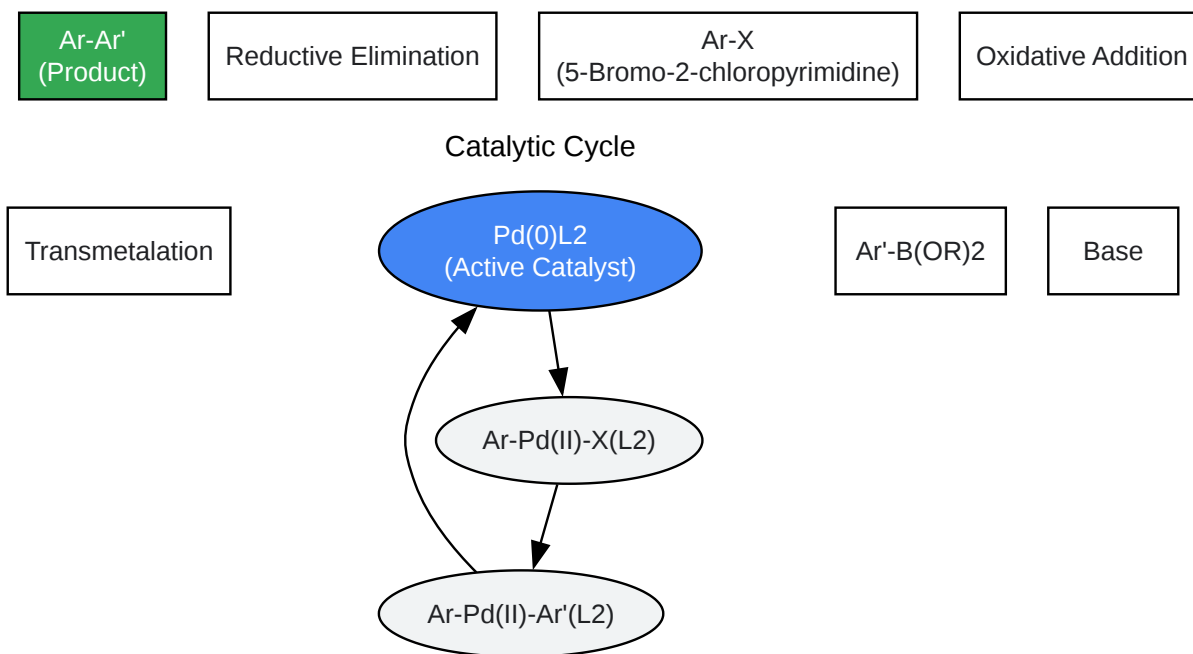 Ar-Ar'
(Product)
Reductive Elimination
Ar-X
(5-Bromo-2-chloropyrimidine)
Oxidative Addition
Catalytic Cycle
Transmetalation
Pd(0)L2
(Active Catalyst)
Ar'-B(OR)2
Base
Ar-Pd(II)-X(L2)
Ar-Pd(II)-Ar'(L2)